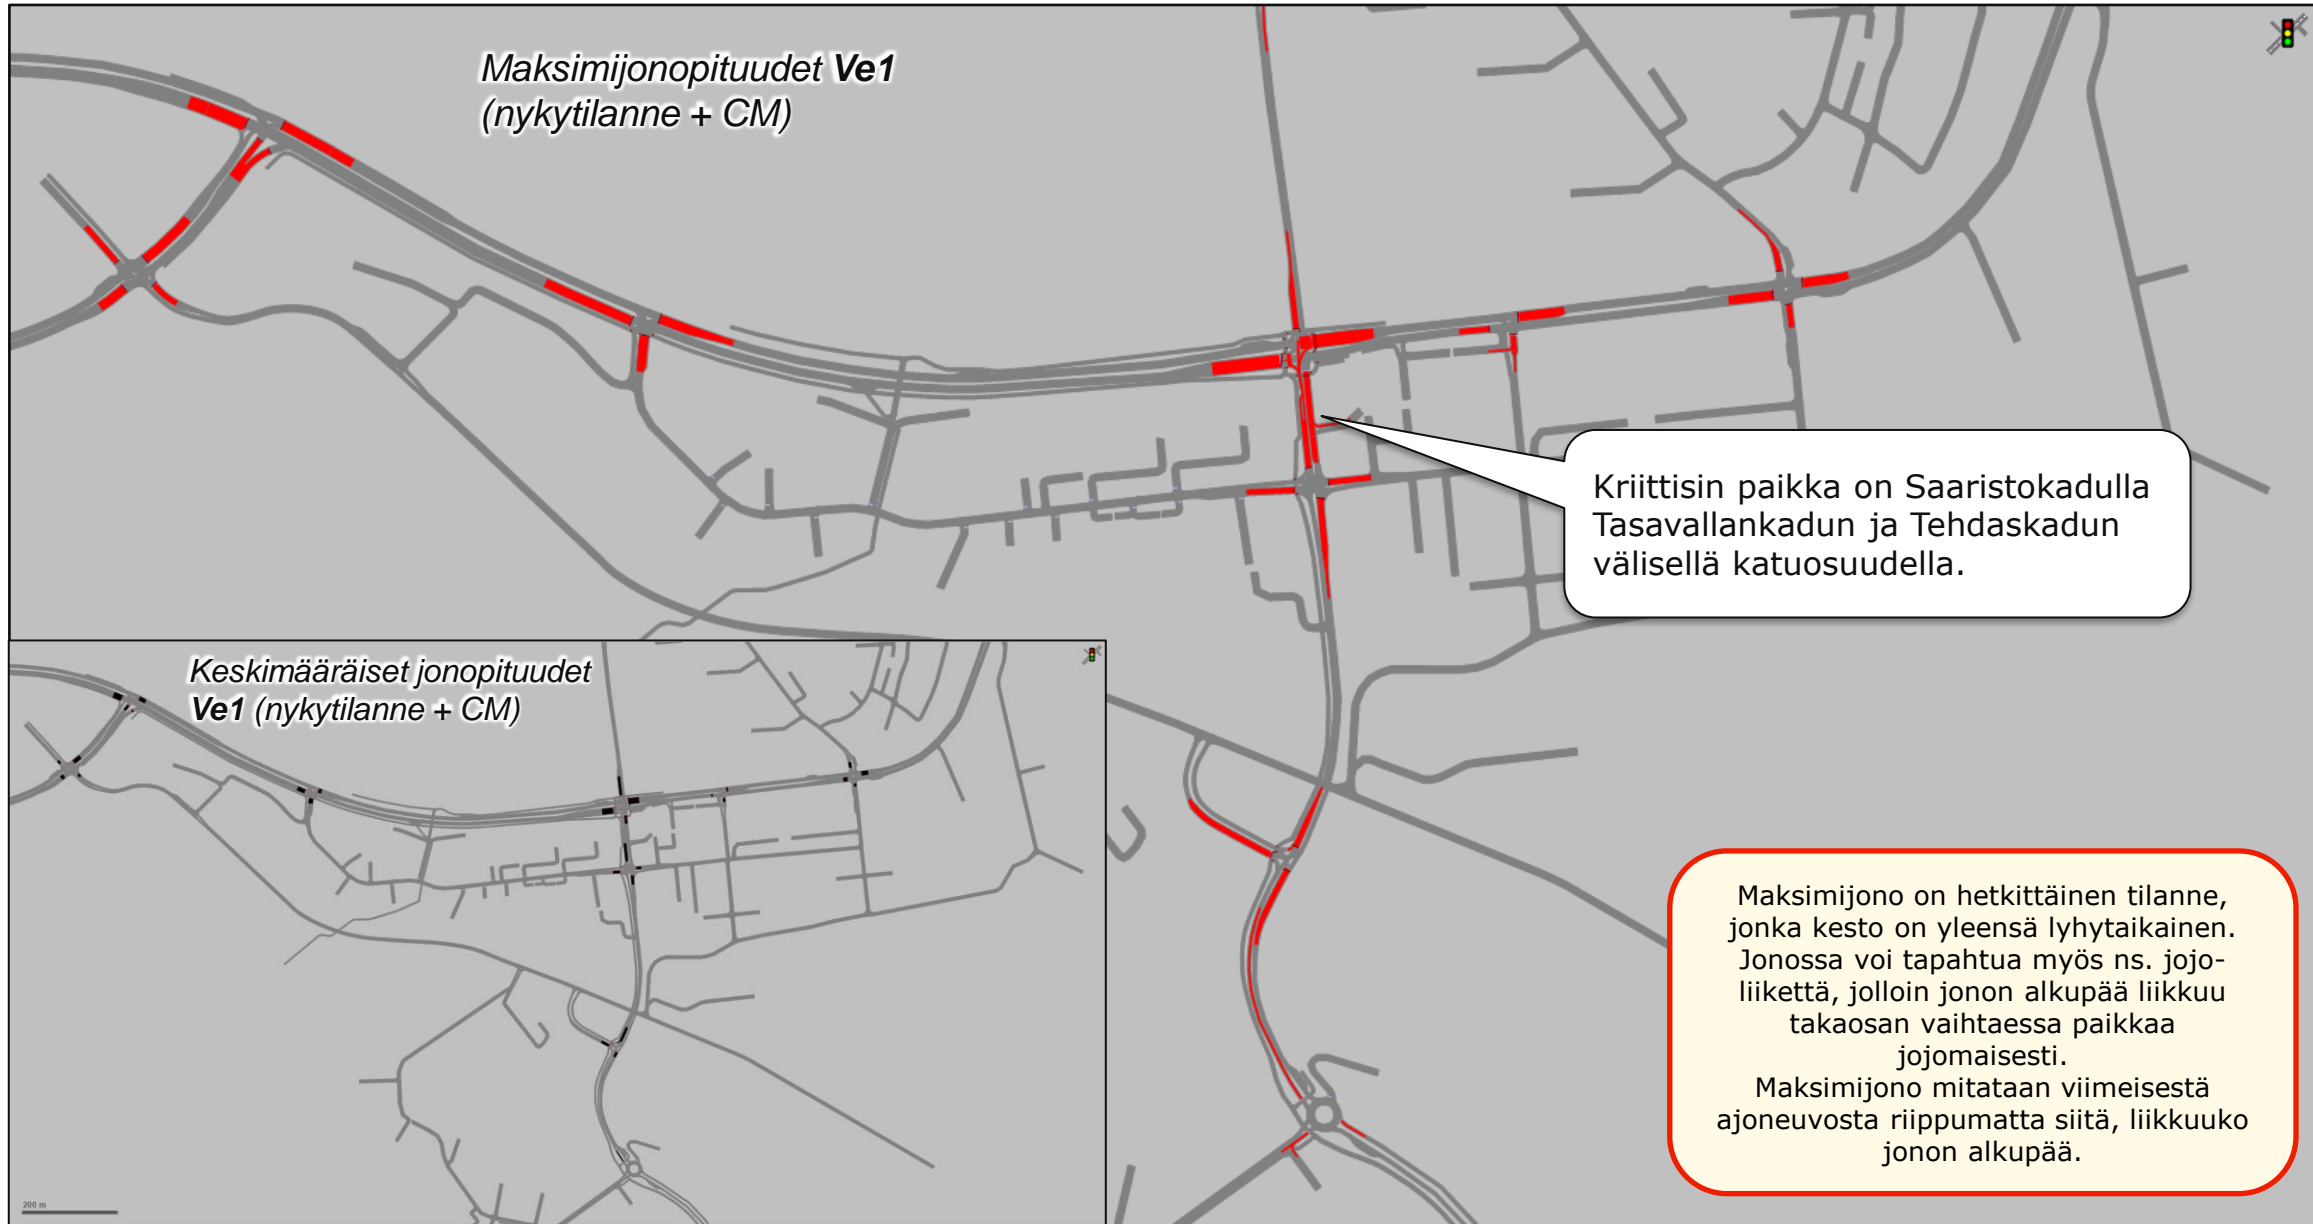 Maksimijonopituudet Ve1
(nykytilanne + CM)
Kriittisin paikka on Saaristokadulla
Tasavallankadun ja Tehdaskadun
välisellä katuosuudella.
Keskimääräiset jonopituudet
Ve1 (nykytilanne + CM)
Maksimijono on hetkittäinen tilanne,
jonka kesto on yleensä lyhytaikainen.
Jonossa voi tapahtua myös ns. jojo-
liikettä, jolloin jonon alkupää liikkuu
takaosan vaihtaessa paikkaa
jojomaisesti.
Maksimijono mitataan viimeisestä
ajoneuvosta riippumatta siitä, liikkuuko
jonon alkupää.
200 m